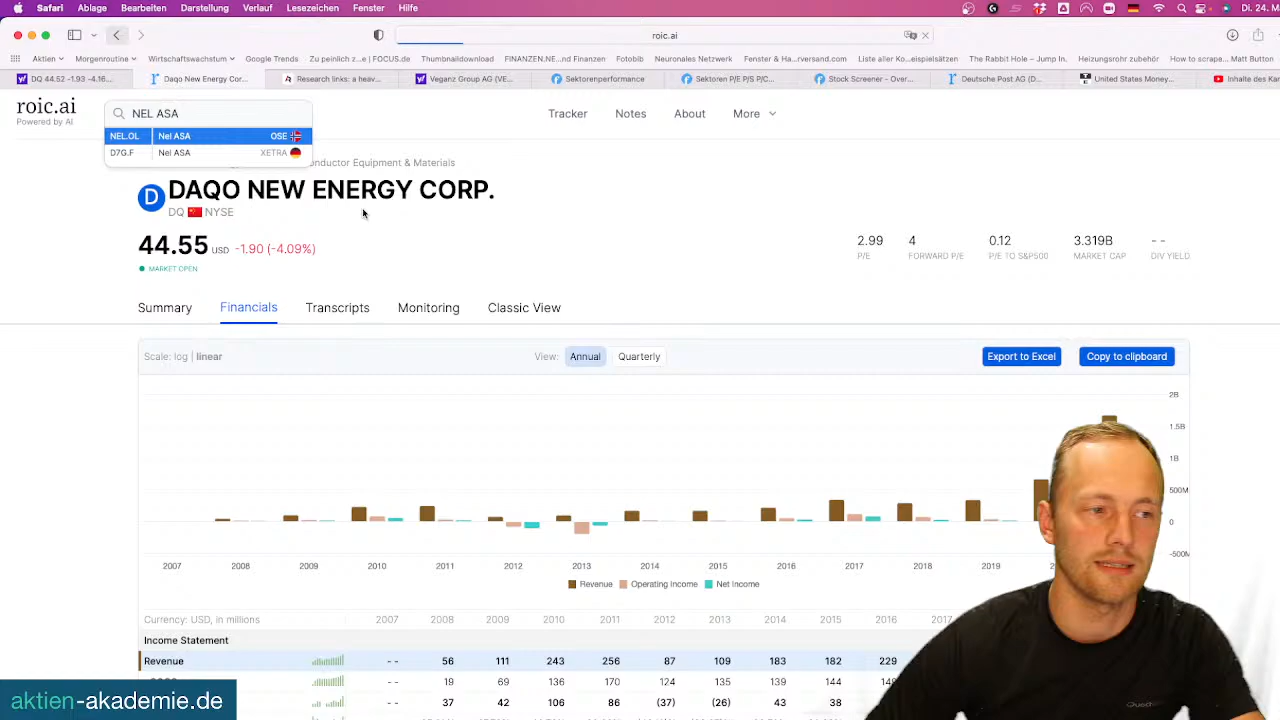 Safari Ablage Bearbeiten Darstellung Verlauf Lesezeichen Fenster Hilfe Di. 24. M
roic.ai
Aktien Morgenroutine Wirtschaftswachstum Google Trends Zu peinlich z...e | FOCUS.de Thumbnaildownload FINANZEN.NE...nd Finanzen Fotobib Neuronales Netzwerk Fenster & Ha...rversand.com Liste aller Ko...eispielsätzen The Rabbit Hole – Jump In. Heizungsrohr zubehör How to scrape... Matt Button
DQ 44.52 -1.93 -4.16... Daqo New Energy Cor... Research links: a heav... Veganz Group AG (VE... Sektorenperformance Sektoren P/E P/S P/C... Stock Screener - Over... Deutsche Post AG (D... United States Money... Inhalte des Kan
roic.ai
Powered by AI
NEL ASA
Tracker Notes About More
NEL.OL Nel ASA OSE
D7G.F Nel ASA XETRA
nductor Equipment & Materials
D
DAQO NEW ENERGY CORP.
DQ NYSE
44.55 USD -1.90 (-4.09%)
MARKET OPEN
2.99 4 0.12 3.319B - -
P/E FORWARD P/E P/E TO S&P500 MARKET CAP DIV YIELD
Summary Financials Transcripts Monitoring Classic View
Scale: log | linear View: Annual Quarterly Export to Excel Copy to clipboard
2B
1.5B
1B
500M
0
-500M
2007 2008 2009 2010 2011 2012 2013 2014 2015 2016 2017 2018 2019 2
Revenue Operating Income Net Income
Currency: USD, in millions 2007 2008 2009 2010 2011 2012 2013 2014 2015 2016 2017
Income Statement
Revenue - - 56 111 243 256 87 109 183 182 229
19 69 136 170 124 135 139 144 148
37 42 106 86 (37) (26) 43 38
aktien-akademie.de